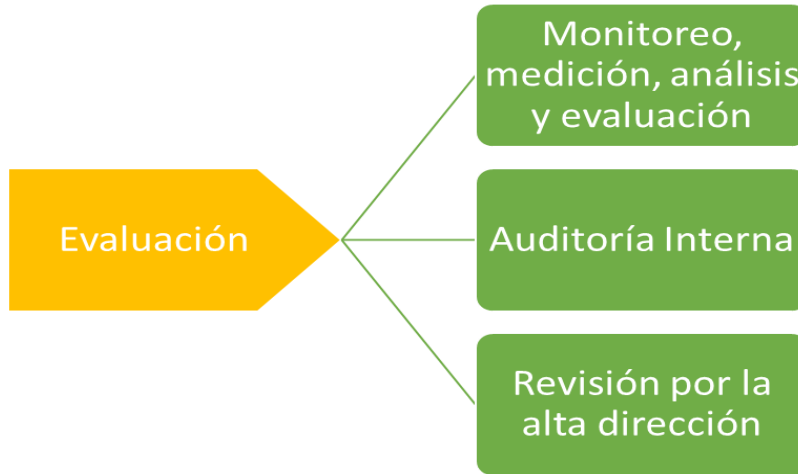 Evaluación
Monitoreo,
medición, análisis
y evaluación
Auditoría Interna
Revisión por la
alta dirección